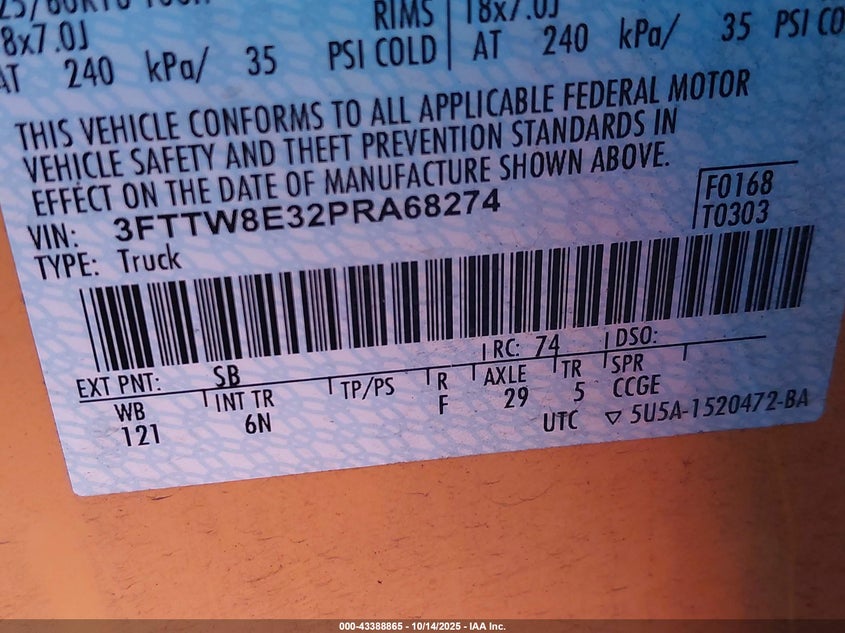 RIMS 18x7.0J
8x7.0J
AT 240 kPa/ 35 PSI COLD AT 240 kPa/ 35 PSI CO
THIS VEHICLE CONFORMS TO ALL APPLICABLE FEDERAL MOTOR
VEHICLE SAFETY AND THEFT PREVENTION STANDARDS IN
EFFECT ON THE DATE OF MANUFACTURE SHOWN ABOVE.
VIN: 3FTTW8E32PRA68274
F0168
T0303
TYPE: Truck
EXT PNT: SB RC: 74 DSO:
WB INT TR TP/PS R AXLE TR SPR
121 6N F 29 5 CCGE
UTC ▽ 5U5A-1520472-BA
000-43388865 - 10/14/2025 - IAA Inc.